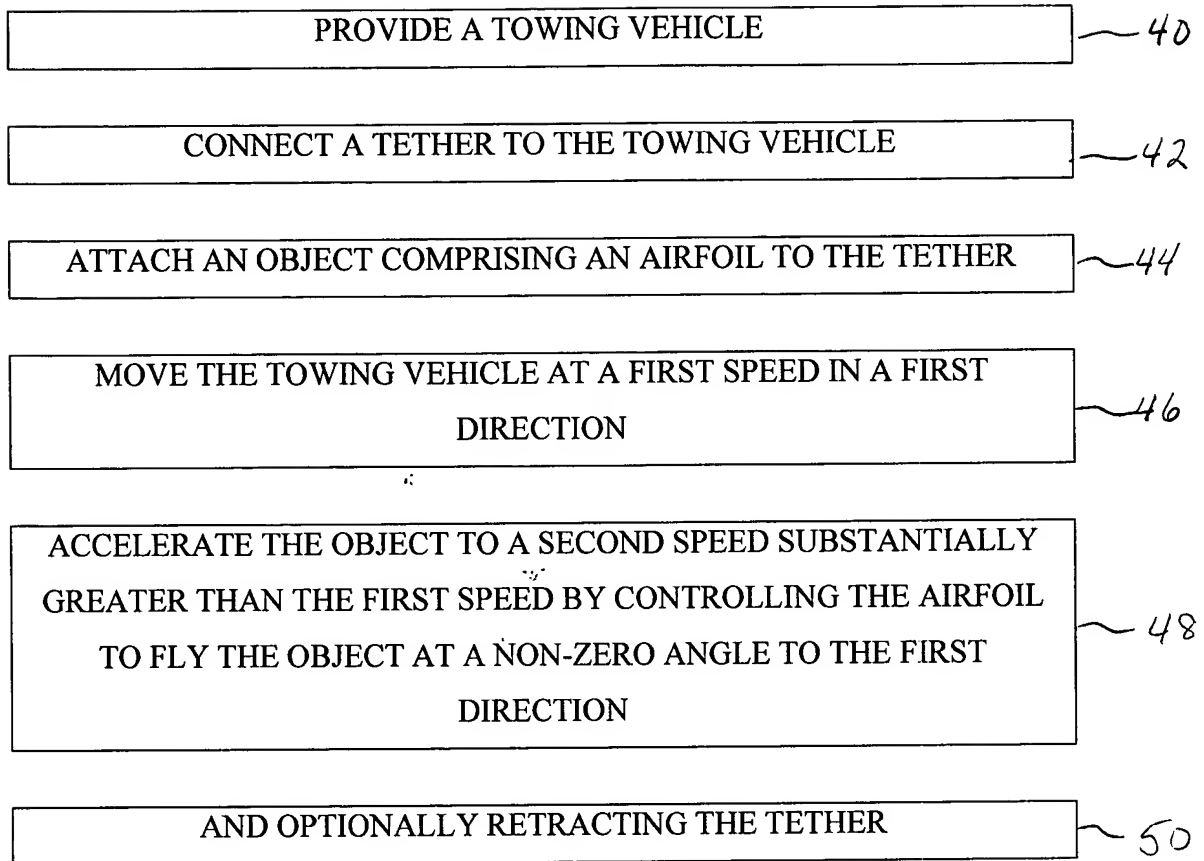 PROVIDE A TOWING VEHICLE 40
CONNECT A TETHER TO THE TOWING VEHICLE 42
ATTACH AN OBJECT COMPRISING AN AIRFOIL TO THE TETHER 44
MOVE THE TOWING VEHICLE AT A FIRST SPEED IN A FIRST
DIRECTION
46
ACCELERATE THE OBJECT TO A SECOND SPEED SUBSTANTIALLY
GREATER THAN THE FIRST SPEED BY CONTROLLING THE AIRFOIL
TO FLY THE OBJECT AT A NON-ZERO ANGLE TO THE FIRST
DIRECTION
48
AND OPTIONALLY RETRACTING THE TETHER 50